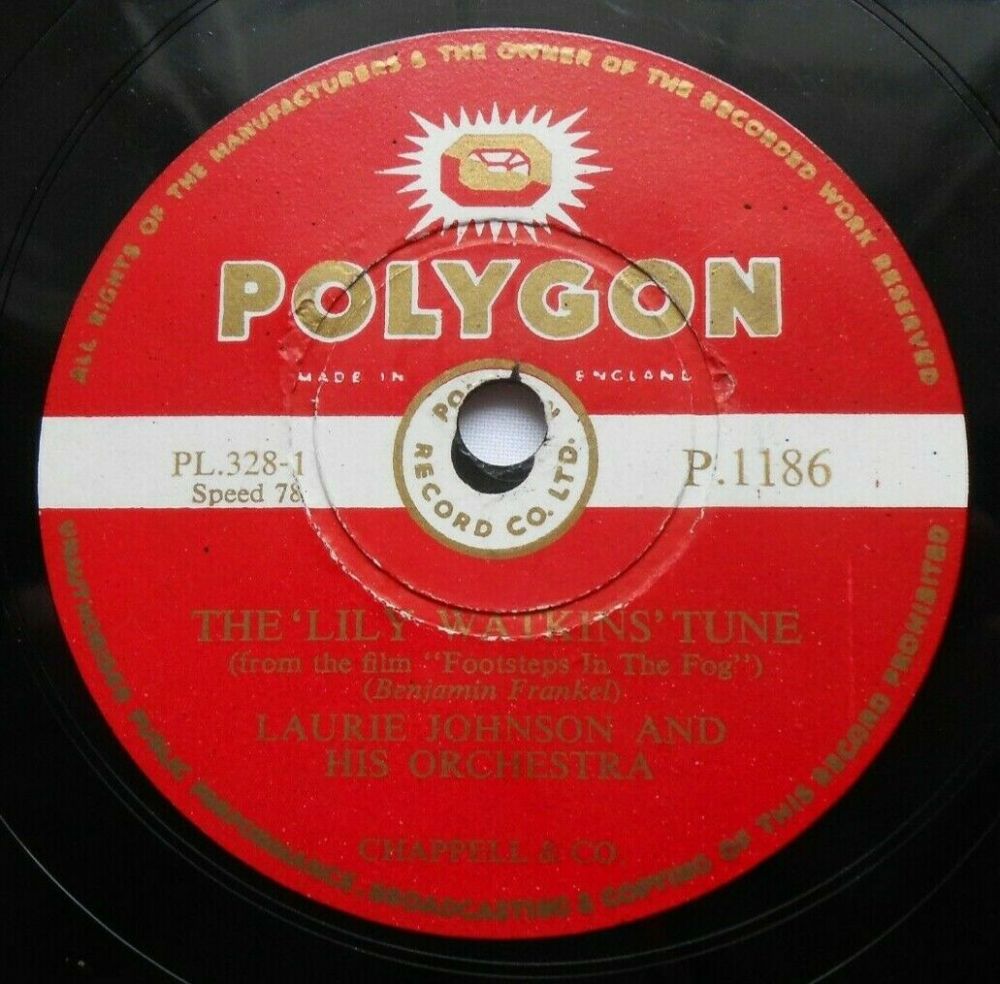 ALL RIGHTS OF THE MANUFACTURERS & THE OWNER OF THE RECORDED WORK RESERVED
POLYGON
MADE IN ENGLAND
RECORD CO. LTD.
PL.328-1
Speed 78
P.1186
THE 'LILY WATKINS' TUNE
(from the film "Footsteps In The Fog")
(Benjamin Frankel)
LAURIE JOHNSON AND
HIS ORCHESTRA
CHAPPELL & CO.
UNAUTHORISED PUBLIC PERFORMANCE, BROADCASTING & COPYING OF THIS RECORD PROHIBITED